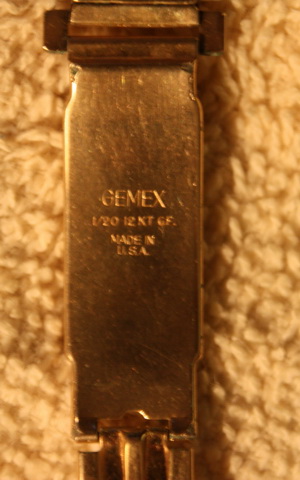 GEMEX
1/20 12 KT GF.
MADE IN
U.S.A.